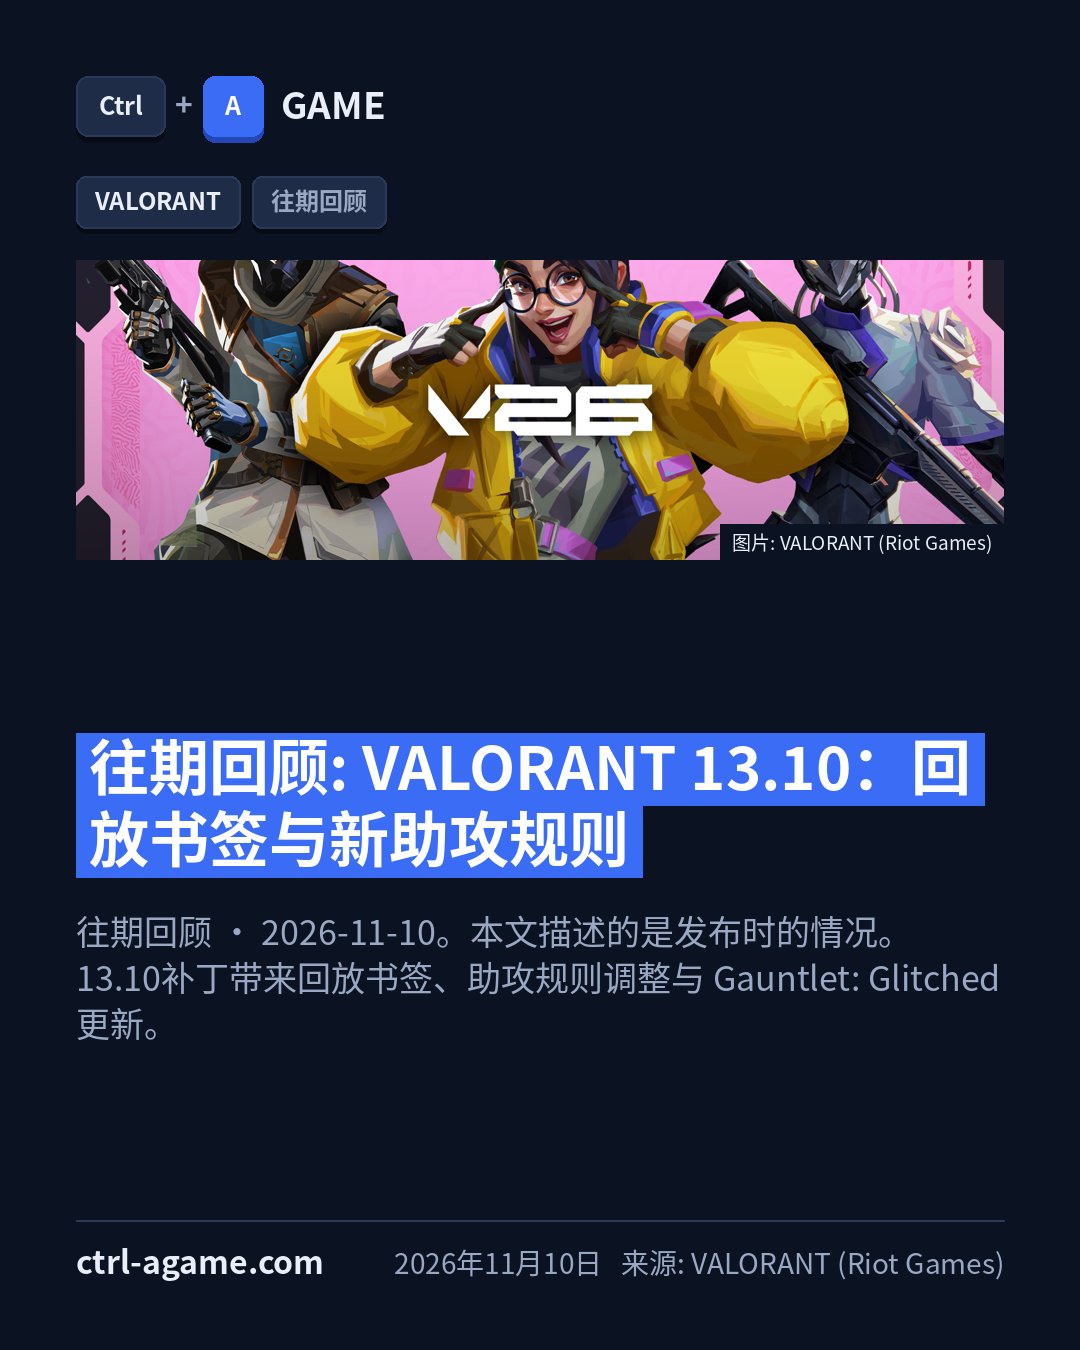 Ctrl + A GAME
VALORANT 往期回顾
V26
图片: VALORANT (Riot Games)
往期回顾: VALORANT 13.10：回
放书签与新助攻规则
往期回顾 · 2026-11-10。本文描述的是发布时的情况。
13.10补丁带来回放书签、助攻规则调整与 Gauntlet: Glitched
更新。
ctrl-agame.com 2026年11月10日 来源: VALORANT (Riot Games)